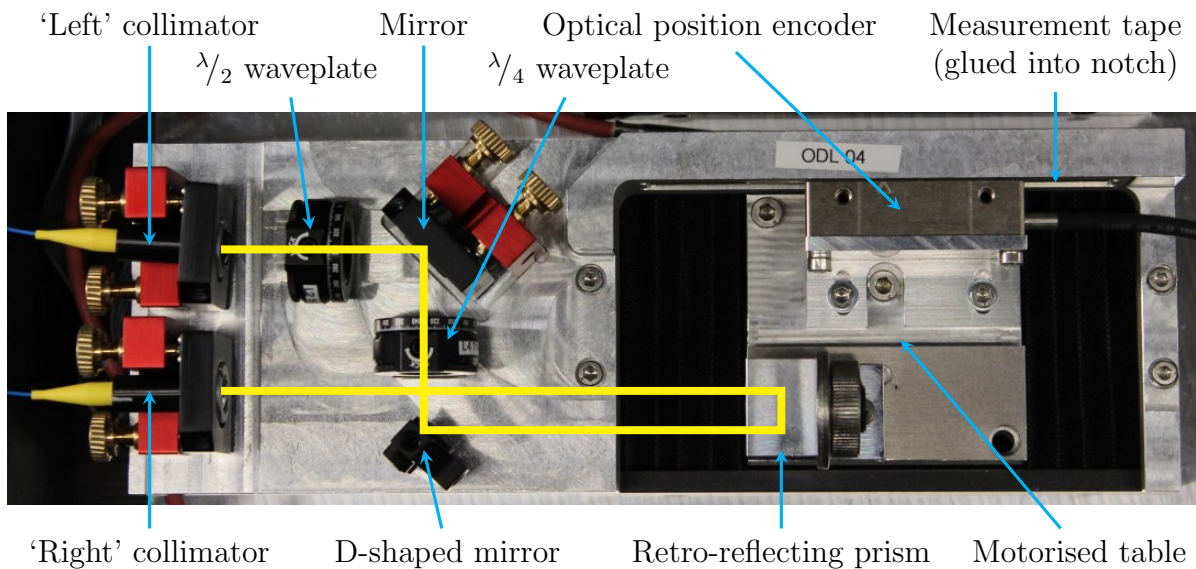 ‘Left’ collimator
Mirror
Optical position encoder
Measurement tape
(glued into notch)
λ/2 waveplate
λ/4 waveplate
ODL 04
‘Right’ collimator
D-shaped mirror
Retro-reflecting prism
Motorised table